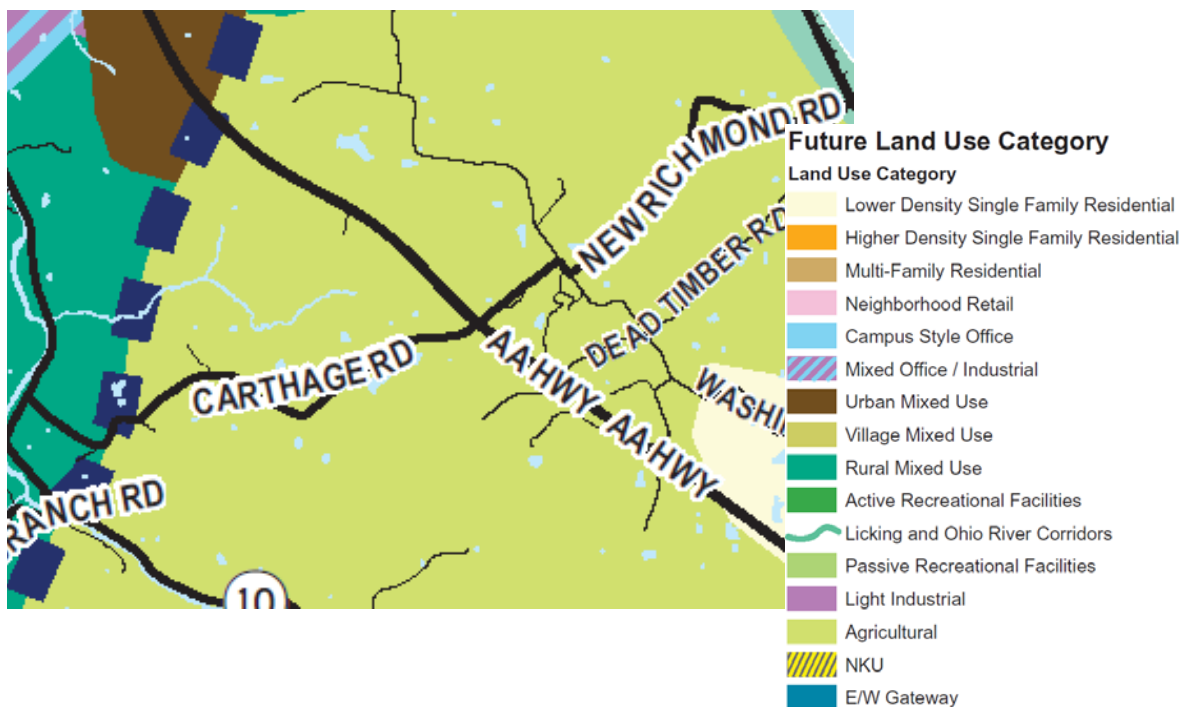 NEW RICHMOND RD
DEAD TIMBER RD
CARTHAGE RD
AA HWY
AA HWY
WASHI
RANCH RD
10
Future Land Use Category
Land Use Category
Lower Density Single Family Residential
Higher Density Single Family Residential
Multi-Family Residential
Neighborhood Retail
Campus Style Office
Mixed Office / Industrial
Urban Mixed Use
Village Mixed Use
Rural Mixed Use
Active Recreational Facilities
Licking and Ohio River Corridors
Passive Recreational Facilities
Light Industrial
Agricultural
NKU
E/W Gateway